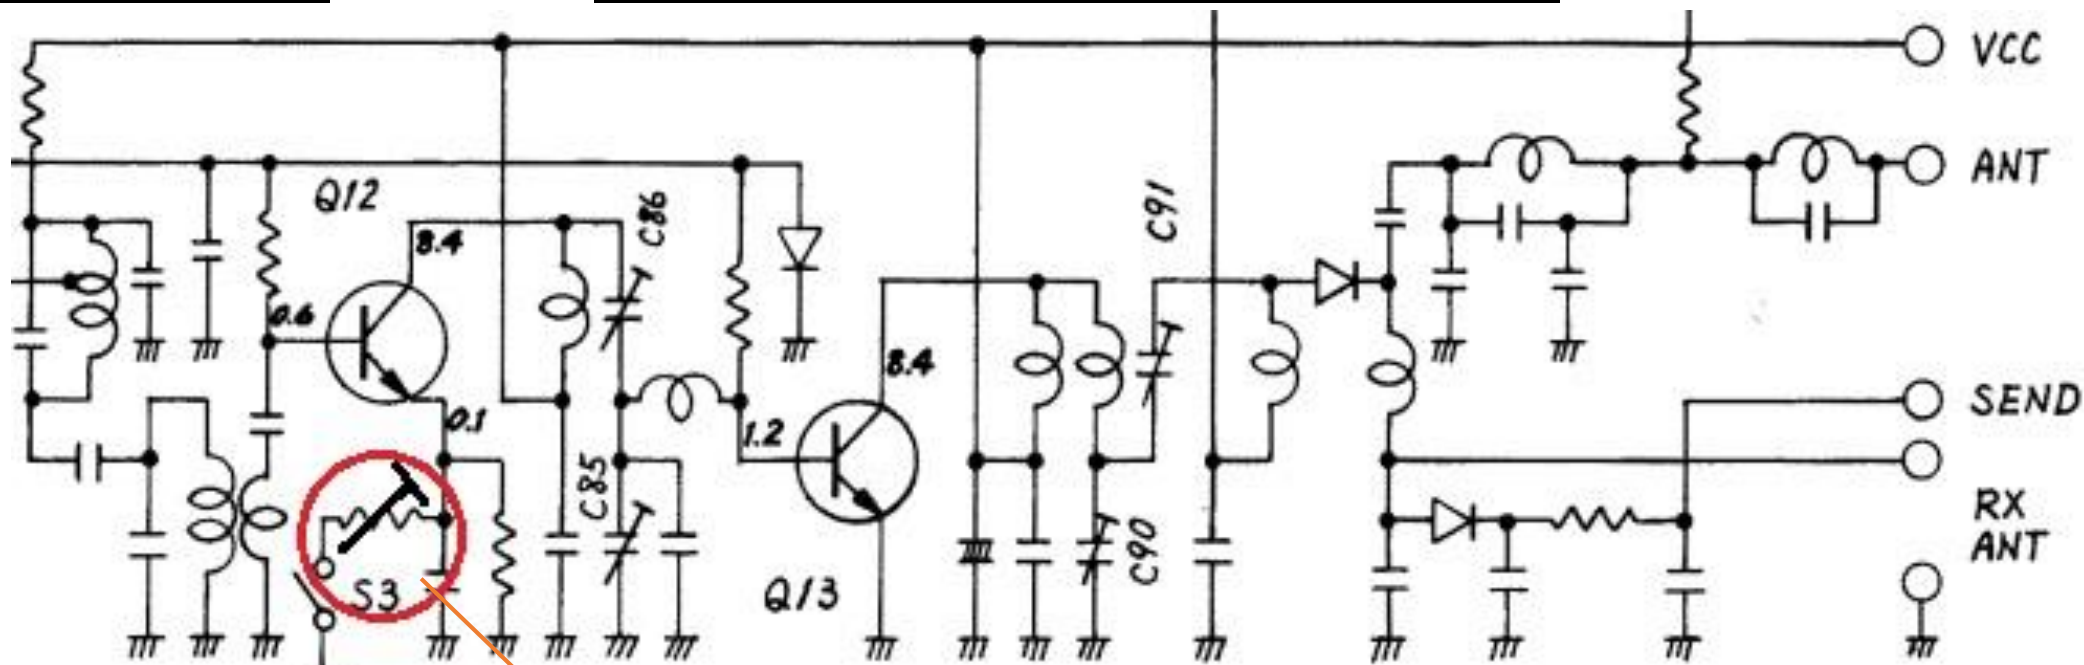 VCC
ANT
Q12
C86
C91
8.4
0.6
8.4
0.1
1.2
SEND
C85
C90
RX
ANT
S3
Q13